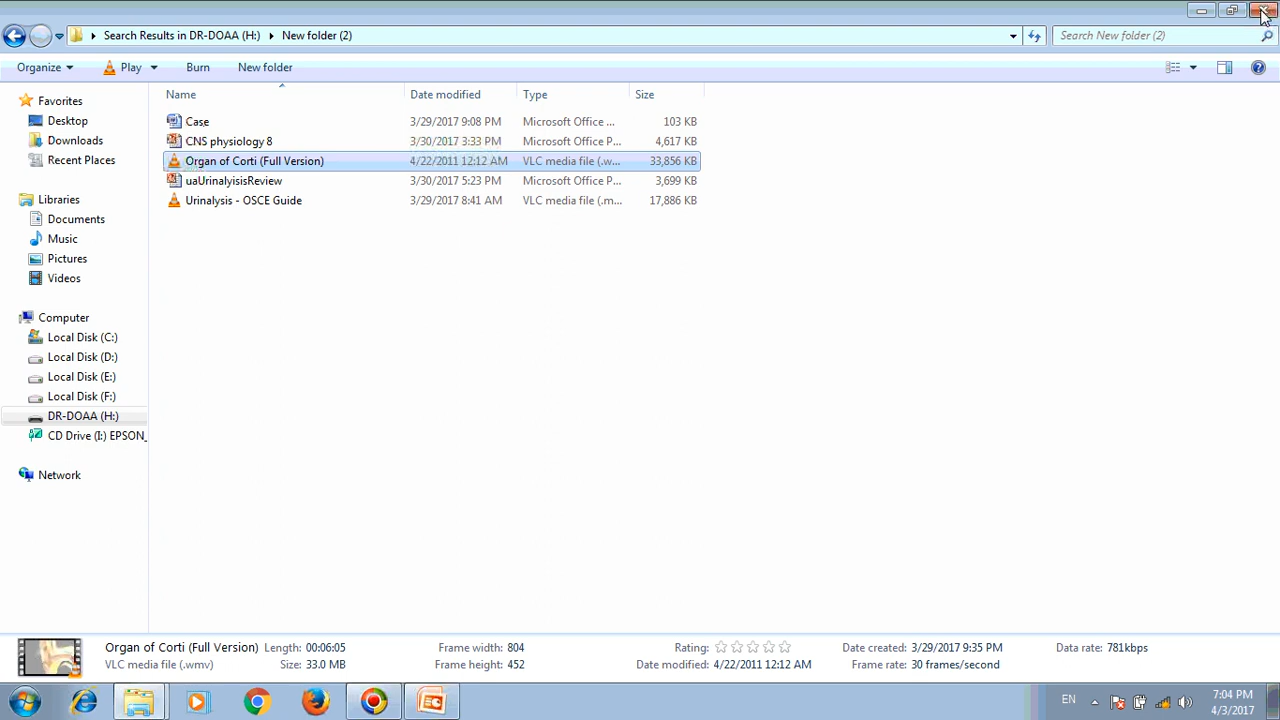 Search Results in DR-DOAA (H:) New folder (2)
Search New folder (2)
Organize Play Burn New folder
Name Date modified Type Size
Favorites
Desktop
Downloads
Recent Places
Libraries
Documents
Music
Pictures
Videos
Computer
Local Disk (C:)
Local Disk (D:)
Local Disk (E:)
Local Disk (F:)
DR-DOAA (H:)
CD Drive (I:) EPSON_
Network
Case 3/29/2017 9:08 PM Microsoft Office ... 103 KB
CNS physiology 8 3/30/2017 3:33 PM Microsoft Office P... 4,617 KB
Organ of Corti (Full Version) 4/22/2011 12:12 AM VLC media file (.w... 33,856 KB
uaUrinalyisisReview 3/30/2017 5:23 PM Microsoft Office P... 3,699 KB
Urinalysis - OSCE Guide 3/29/2017 8:41 AM VLC media file (.m... 17,886 KB
Organ of Corti (Full Version) Length: 00:06:05 Frame width: 804 Rating: Date created: 3/29/2017 9:35 PM Data rate: 781kbps
VLC media file (.wmv) Size: 33.0 MB Frame height: 452 Date modified: 4/22/2011 12:12 AM Frame rate: 30 frames/second
EN
7:04 PM
4/3/2017